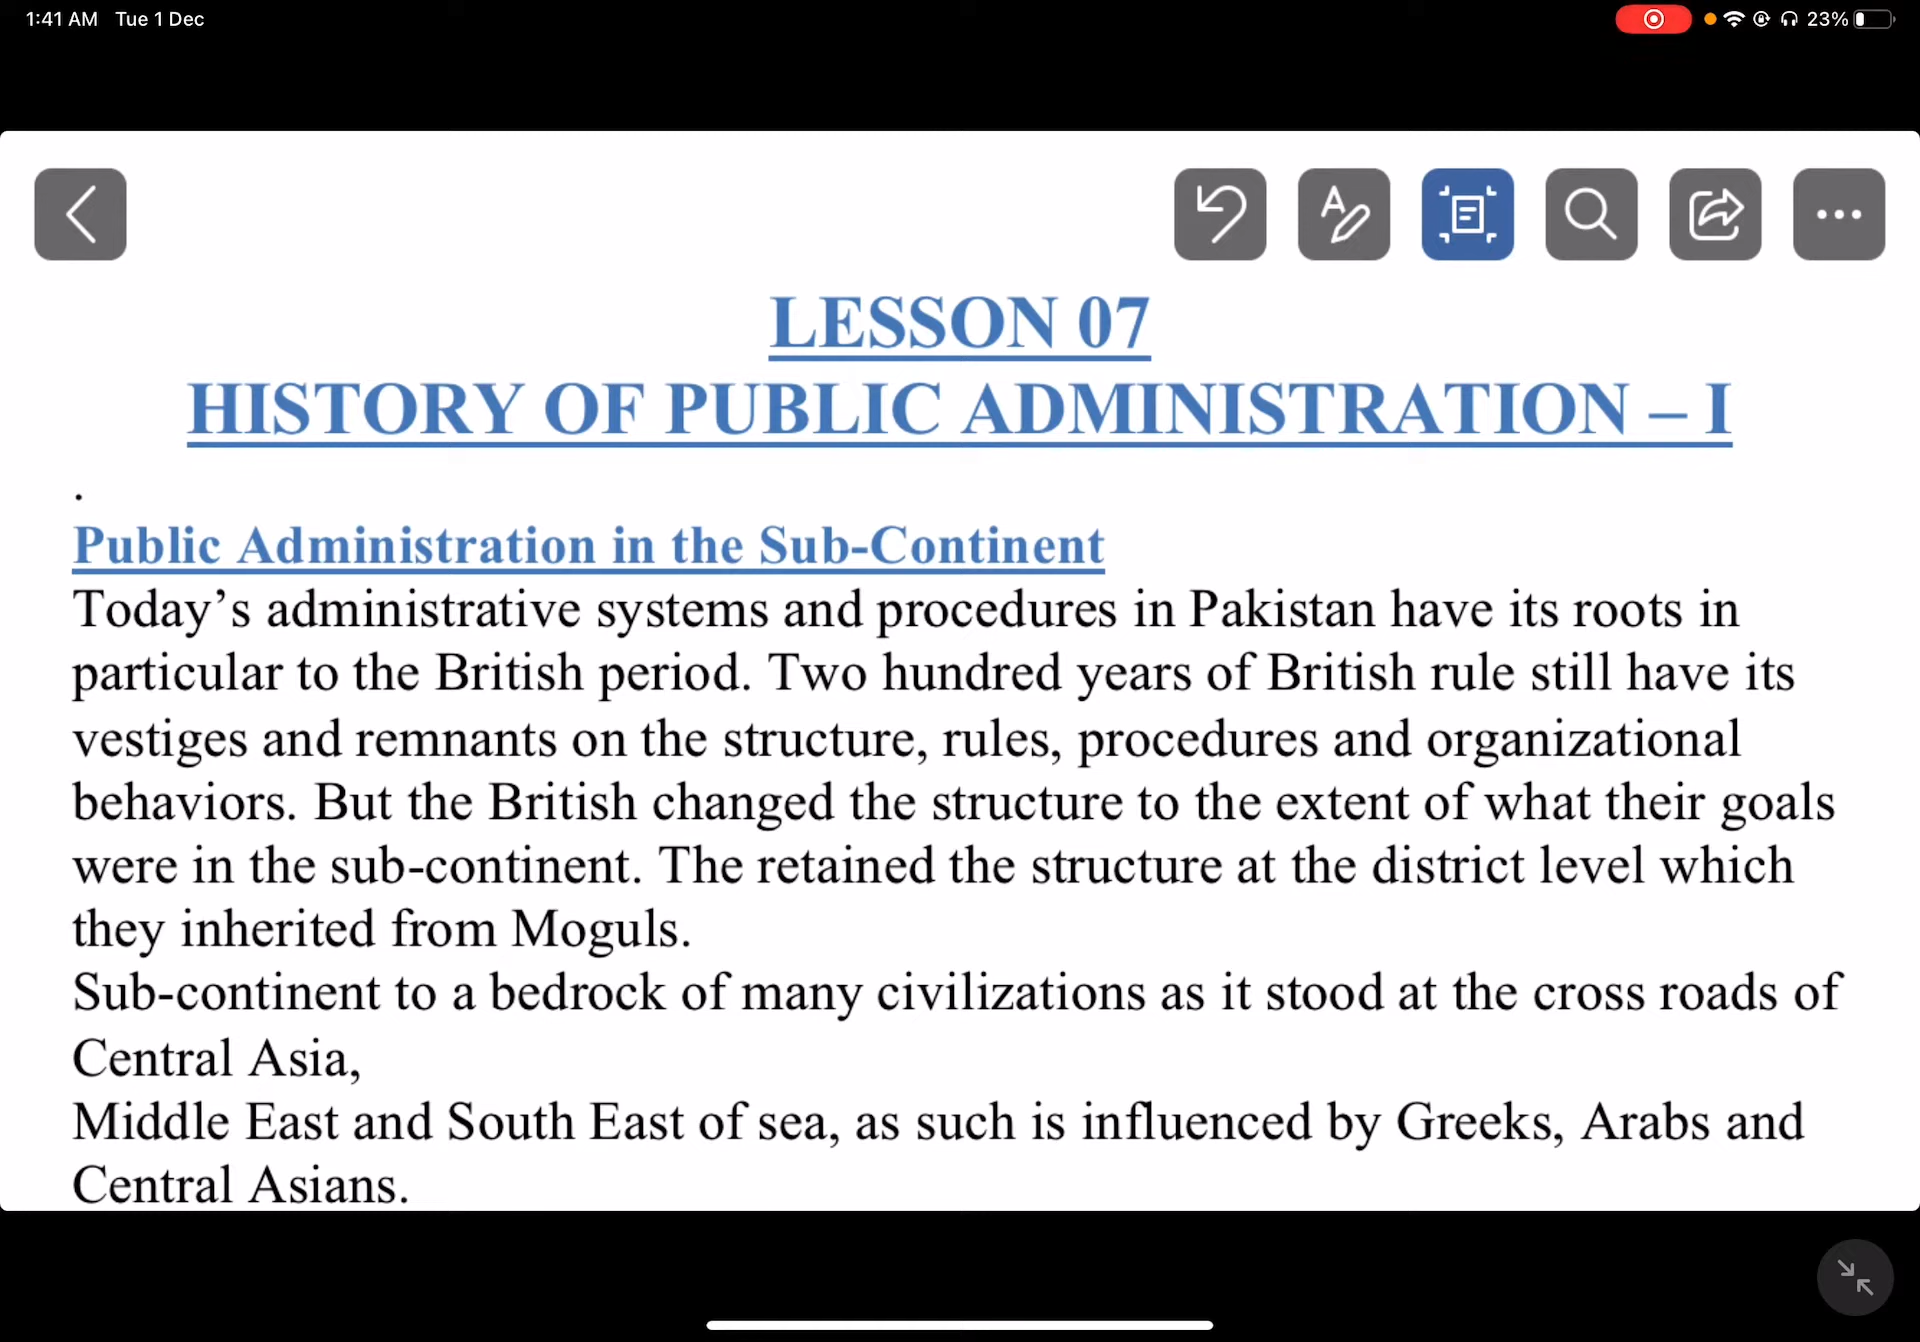 1:41 AM Tue 1 Dec
23%
LESSON 07
HISTORY OF PUBLIC ADMINISTRATION – I
.
Public Administration in the Sub-Continent
Today’s administrative systems and procedures in Pakistan have its roots in
particular to the British period. Two hundred years of British rule still have its
vestiges and remnants on the structure, rules, procedures and organizational
behaviors. But the British changed the structure to the extent of what their goals
were in the sub-continent. The retained the structure at the district level which
they inherited from Moguls.
Sub-continent to a bedrock of many civilizations as it stood at the cross roads of
Central Asia,
Middle East and South East of sea, as such is influenced by Greeks, Arabs and
Central Asians.